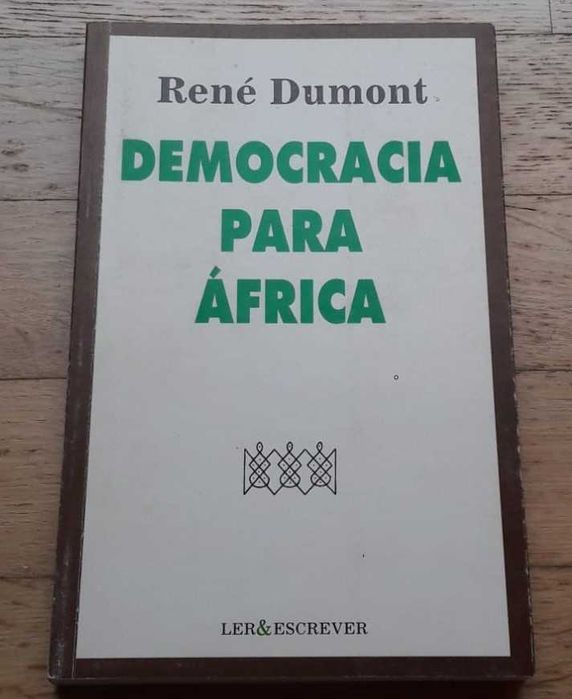 René Dumont
DEMOCRACIA
PARA
ÁFRICA
LER&ESCREVER